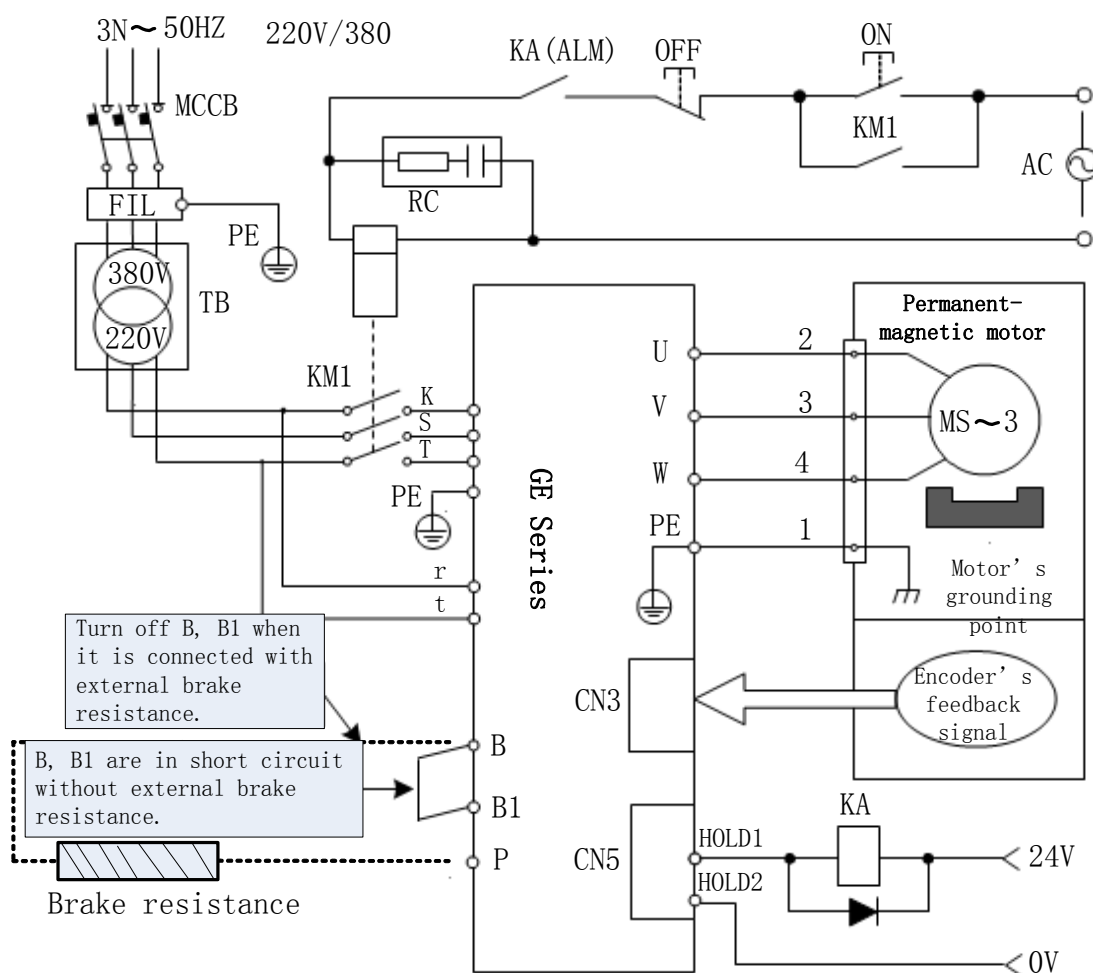 3N～50HZ 220V/380
KA(ALM)
OFF
ON
MCCB
KM1
AC
RC
FIL
PE
380V
220V
TB
KM1
K
S
T
PE
r
t
GE Series
U
V
W
PE
2
3
4
1
Permanent-
magnetic motor
MS～3
Motor's
grounding
point
Encoder's
feedback
signal
CN3
Turn off B, B1 when
it is connected with
external brake
resistance.
B, B1 are in short circuit
without external brake
resistance.
B
B1
P
Brake resistance
CN5
HOLD1
HOLD2
KA
24V
0V